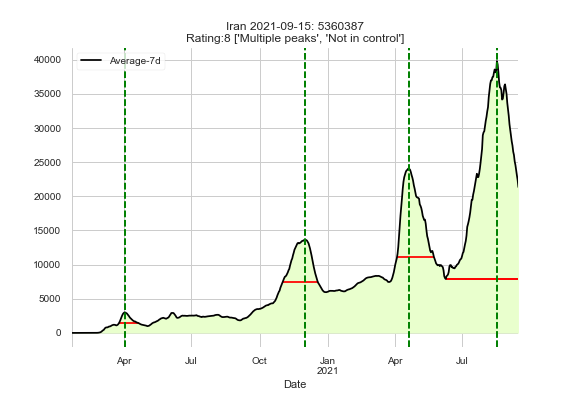 Iran 2021-09-15: 5360387
Rating:8 ['Multiple peaks', 'Not in control']
Average-7d
40000
35000
30000
25000
20000
15000
10000
5000
0
Apr Jul Oct Jan Apr Jul
2021
Date